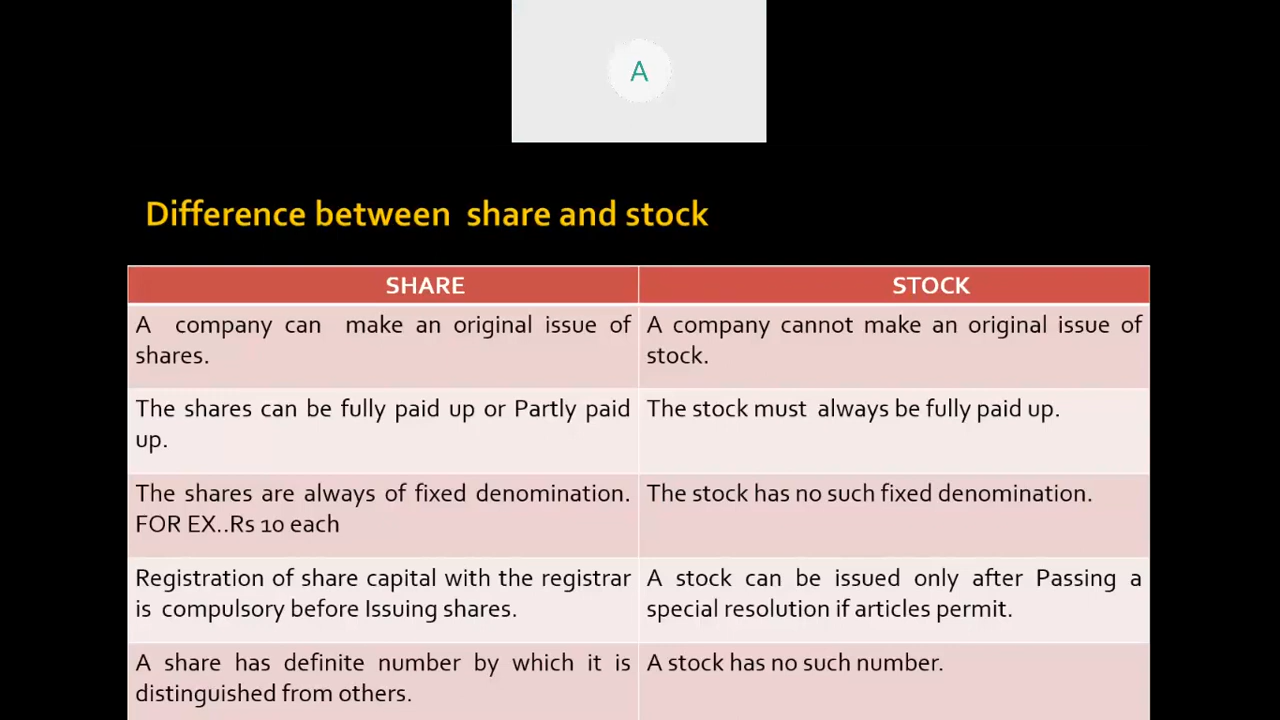 A
Difference between share and stock
SHARE
STOCK
A company can make an original issue of
shares.
A company cannot make an original issue of
stock.
The shares can be fully paid up or Partly paid
up.
The stock must always be fully paid up.
The shares are always of fixed denomination.
FOR EX..Rs 10 each
The stock has no such fixed denomination.
Registration of share capital with the registrar
is compulsory before Issuing shares.
A stock can be issued only after Passing a
special resolution if articles permit.
A share has definite number by which it is
distinguished from others.
A stock has no such number.